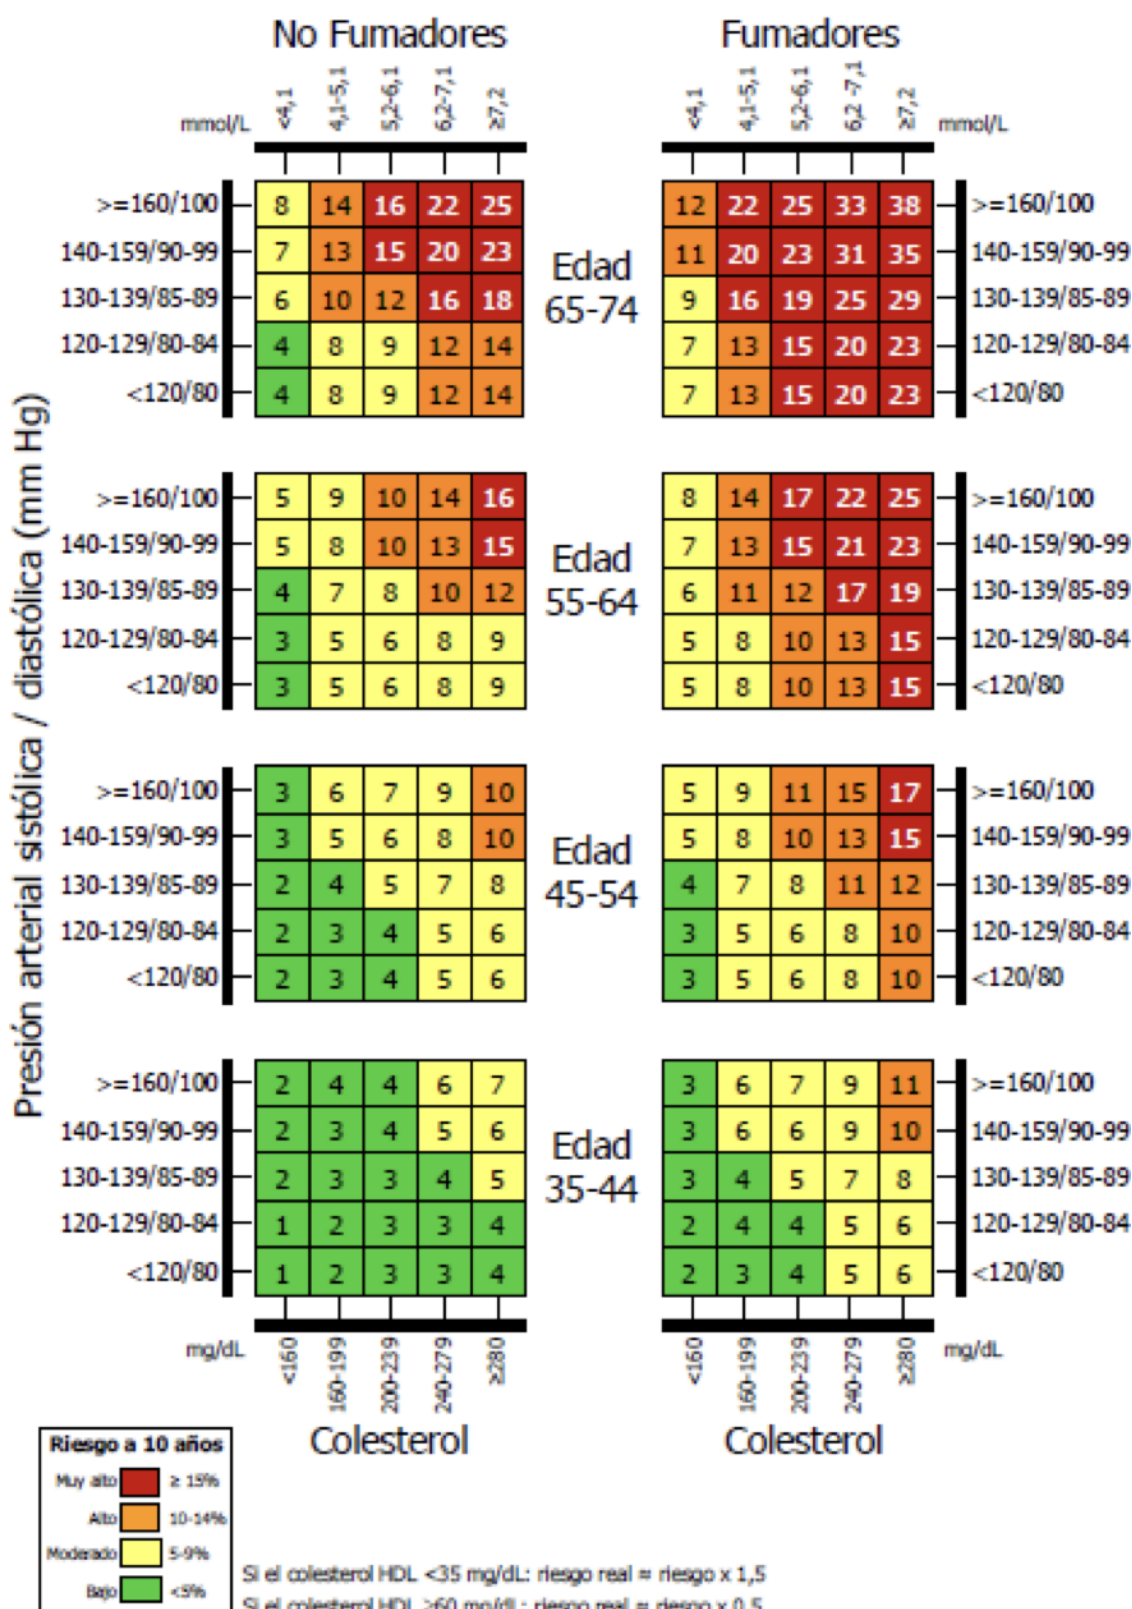 No Fumadores Fumadores
mmol/L <4,1 4,1-5,1 5,2-6,1 6,2-7,1 ≥7,2 <4,1 4,1-5,1 5,2-6,1 6,2 -7,1 ≥7,2 mmol/L
Presión arterial sistólica / diastólica (mm Hg)
>=160/100 8 14 16 22 25 12 22 25 33 38 >=160/100
140-159/90-99 7 13 15 20 23 11 20 23 31 35 140-159/90-99
130-139/85-89 6 10 12 16 18 9 16 19 25 29 130-139/85-89
120-129/80-84 4 8 9 12 14 7 13 15 20 23 120-129/80-84
<120/80 4 8 9 12 14 7 13 15 20 23 <120/80
Edad
65-74
>=160/100 5 9 10 14 16 8 14 17 22 25 >=160/100
140-159/90-99 5 8 10 13 15 7 13 15 21 23 140-159/90-99
130-139/85-89 4 7 8 10 12 6 11 12 17 19 130-139/85-89
120-129/80-84 3 5 6 8 9 5 8 10 13 15 120-129/80-84
<120/80 3 5 6 8 9 5 8 10 13 15 <120/80
Edad
55-64
>=160/100 3 6 7 9 10 5 9 11 15 17 >=160/100
140-159/90-99 3 5 6 8 10 5 8 10 13 15 140-159/90-99
130-139/85-89 2 4 5 7 8 4 7 8 11 12 130-139/85-89
120-129/80-84 2 3 4 5 6 3 5 6 8 10 120-129/80-84
<120/80 2 3 4 5 6 3 5 6 8 10 <120/80
Edad
45-54
>=160/100 2 4 4 6 7 3 6 7 9 11 >=160/100
140-159/90-99 2 3 4 5 6 3 6 6 9 10 140-159/90-99
130-139/85-89 2 3 3 4 5 3 4 5 7 8 130-139/85-89
120-129/80-84 1 2 3 3 4 2 4 4 5 6 120-129/80-84
<120/80 1 2 3 3 4 2 3 4 5 6 <120/80
Edad
35-44
mg/dL <160 160-199 200-239 240-279 ≥280 <160 160-199 200-239 240-279 ≥280 mg/dL
Colesterol Colesterol
Riesgo a 10 años
Muy alto ≥ 15%
Alto 10-14%
Moderado 5-9%
Bajo <5%
Si el colesterol HDL <35 mg/dL: riesgo real ≈ riesgo x 1,5
Si el colesterol HDL ≥60 mg/dL: riesgo real ≈ riesgo x 0,5